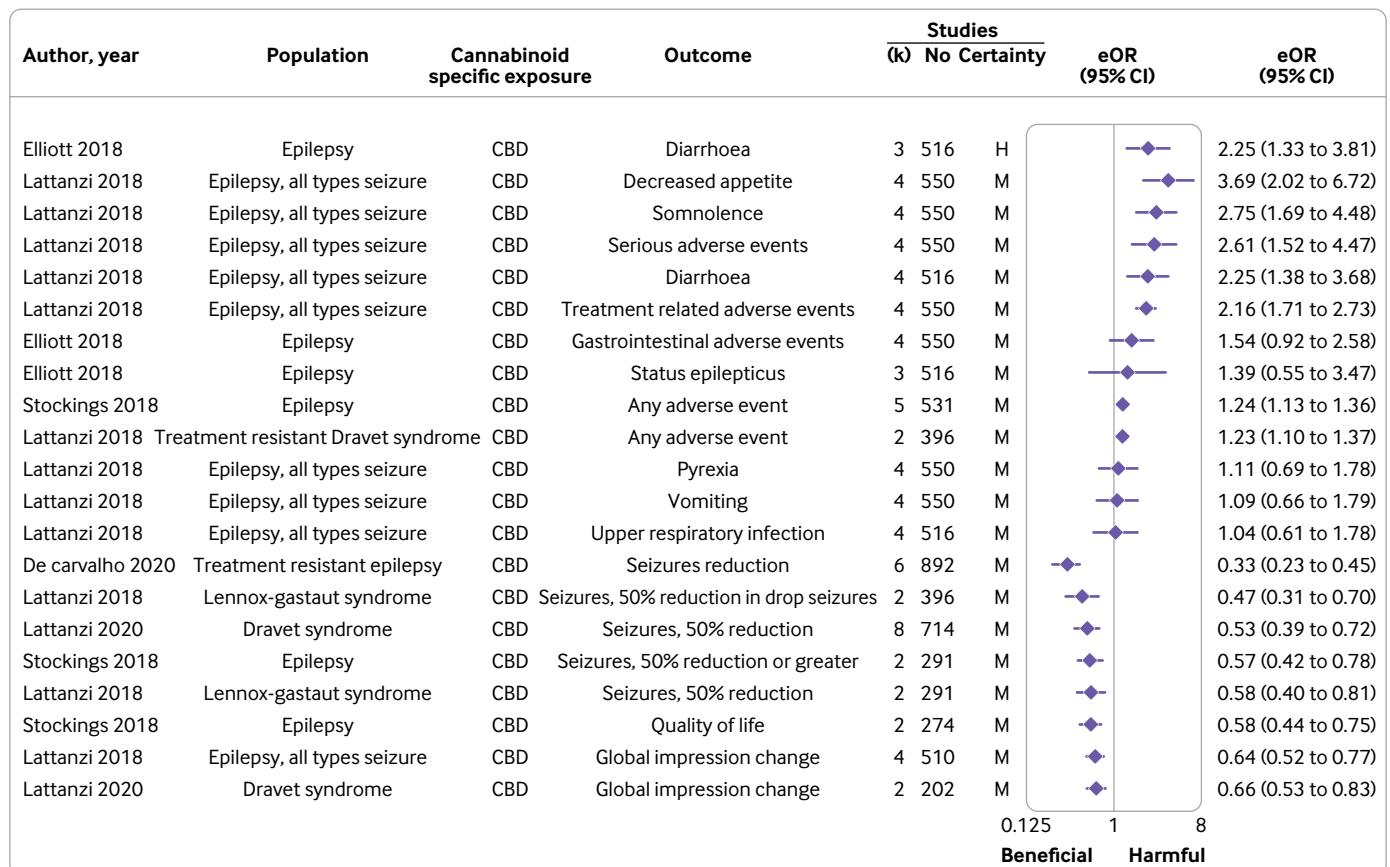 Studies
Author, year Population Cannabinoid specific exposure Outcome (k) No Certainty eOR (95% CI) eOR (95% CI)
Elliott 2018 Epilepsy CBD Diarrhoea 3 516 H 2.25 (1.33 to 3.81)
Lattanzi 2018 Epilepsy, all types seizure CBD Decreased appetite 4 550 M 3.69 (2.02 to 6.72)
Lattanzi 2018 Epilepsy, all types seizure CBD Somnolence 4 550 M 2.75 (1.69 to 4.48)
Lattanzi 2018 Epilepsy, all types seizure CBD Serious adverse events 4 550 M 2.61 (1.52 to 4.47)
Lattanzi 2018 Epilepsy, all types seizure CBD Diarrhoea 4 516 M 2.25 (1.38 to 3.68)
Lattanzi 2018 Epilepsy, all types seizure CBD Treatment related adverse events 4 550 M 2.16 (1.71 to 2.73)
Elliott 2018 Epilepsy CBD Gastrointestinal adverse events 4 550 M 1.54 (0.92 to 2.58)
Elliott 2018 Epilepsy CBD Status epilepticus 3 516 M 1.39 (0.55 to 3.47)
Stockings 2018 Epilepsy CBD Any adverse event 5 531 M 1.24 (1.13 to 1.36)
Lattanzi 2018 Treatment resistant Dravet syndrome CBD Any adverse event 2 396 M 1.23 (1.10 to 1.37)
Lattanzi 2018 Epilepsy, all types seizure CBD Pyrexia 4 550 M 1.11 (0.69 to 1.78)
Lattanzi 2018 Epilepsy, all types seizure CBD Vomiting 4 550 M 1.09 (0.66 to 1.79)
Lattanzi 2018 Epilepsy, all types seizure CBD Upper respiratory infection 4 516 M 1.04 (0.61 to 1.78)
De carvalho 2020 Treatment resistant epilepsy CBD Seizures reduction 6 892 M 0.33 (0.23 to 0.45)
Lattanzi 2018 Lennox-gastaut syndrome CBD Seizures, 50% reduction in drop seizures 2 396 M 0.47 (0.31 to 0.70)
Lattanzi 2020 Dravet syndrome CBD Seizures, 50% reduction 8 714 M 0.53 (0.39 to 0.72)
Stockings 2018 Epilepsy CBD Seizures, 50% reduction or greater 2 291 M 0.57 (0.42 to 0.78)
Lattanzi 2018 Lennox-gastaut syndrome CBD Seizures, 50% reduction 2 291 M 0.58 (0.40 to 0.81)
Stockings 2018 Epilepsy CBD Quality of life 2 274 M 0.58 (0.44 to 0.75)
Lattanzi 2018 Epilepsy, all types seizure CBD Global impression change 4 510 M 0.64 (0.52 to 0.77)
Lattanzi 2020 Dravet syndrome CBD Global impression change 2 202 M 0.66 (0.53 to 0.83)
0.125 1 8
Beneficial Harmful